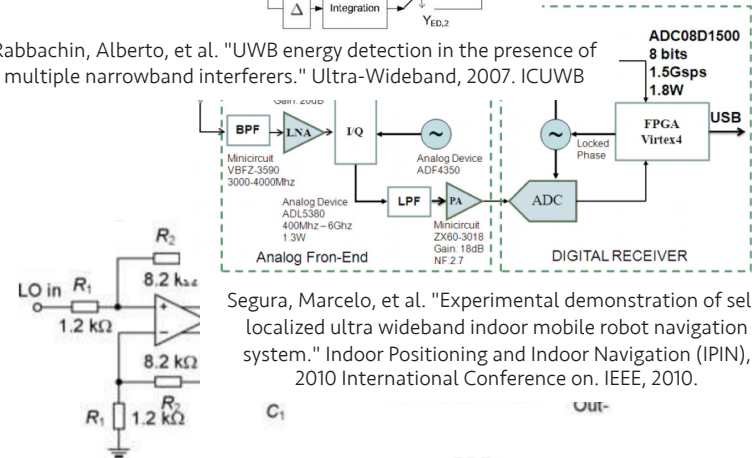 Δ
Integration
Y_ED,2
Rabbachin, Alberto, et al. "UWB energy detection in the presence of
multiple narrowband interferers." Ultra-Wideband, 2007. ICUWB
ADC08D1500
8 bits
1.5Gsps
1.8W
Gain: 20dB
BPF
LNA
I/Q
~
~
Locked
Phase
FPGA
Virtex4
USB
Minicircuit
VBFZ-3590
3000-4000Mhz
Analog Device
ADF4350
Analog Device
ADL5380
400Mhz – 6Ghz
1.3W
LPF
PA
ADC
Minicircuit
ZX60-3018
Gain: 18dB
NF:2.7
Analog Fron-End
DIGITAL RECEIVER
R2
8.2 kΩ
LO in
R1
1.2 kΩ
+
−
8.2 kΩ
R2
R1
1.2 kΩ
Segura, Marcelo, et al. "Experimental demonstration of sel
localized ultra wideband indoor mobile robot navigation
system." Indoor Positioning and Indoor Navigation (IPIN),
2010 International Conference on. IEEE, 2010.
C1
Out-